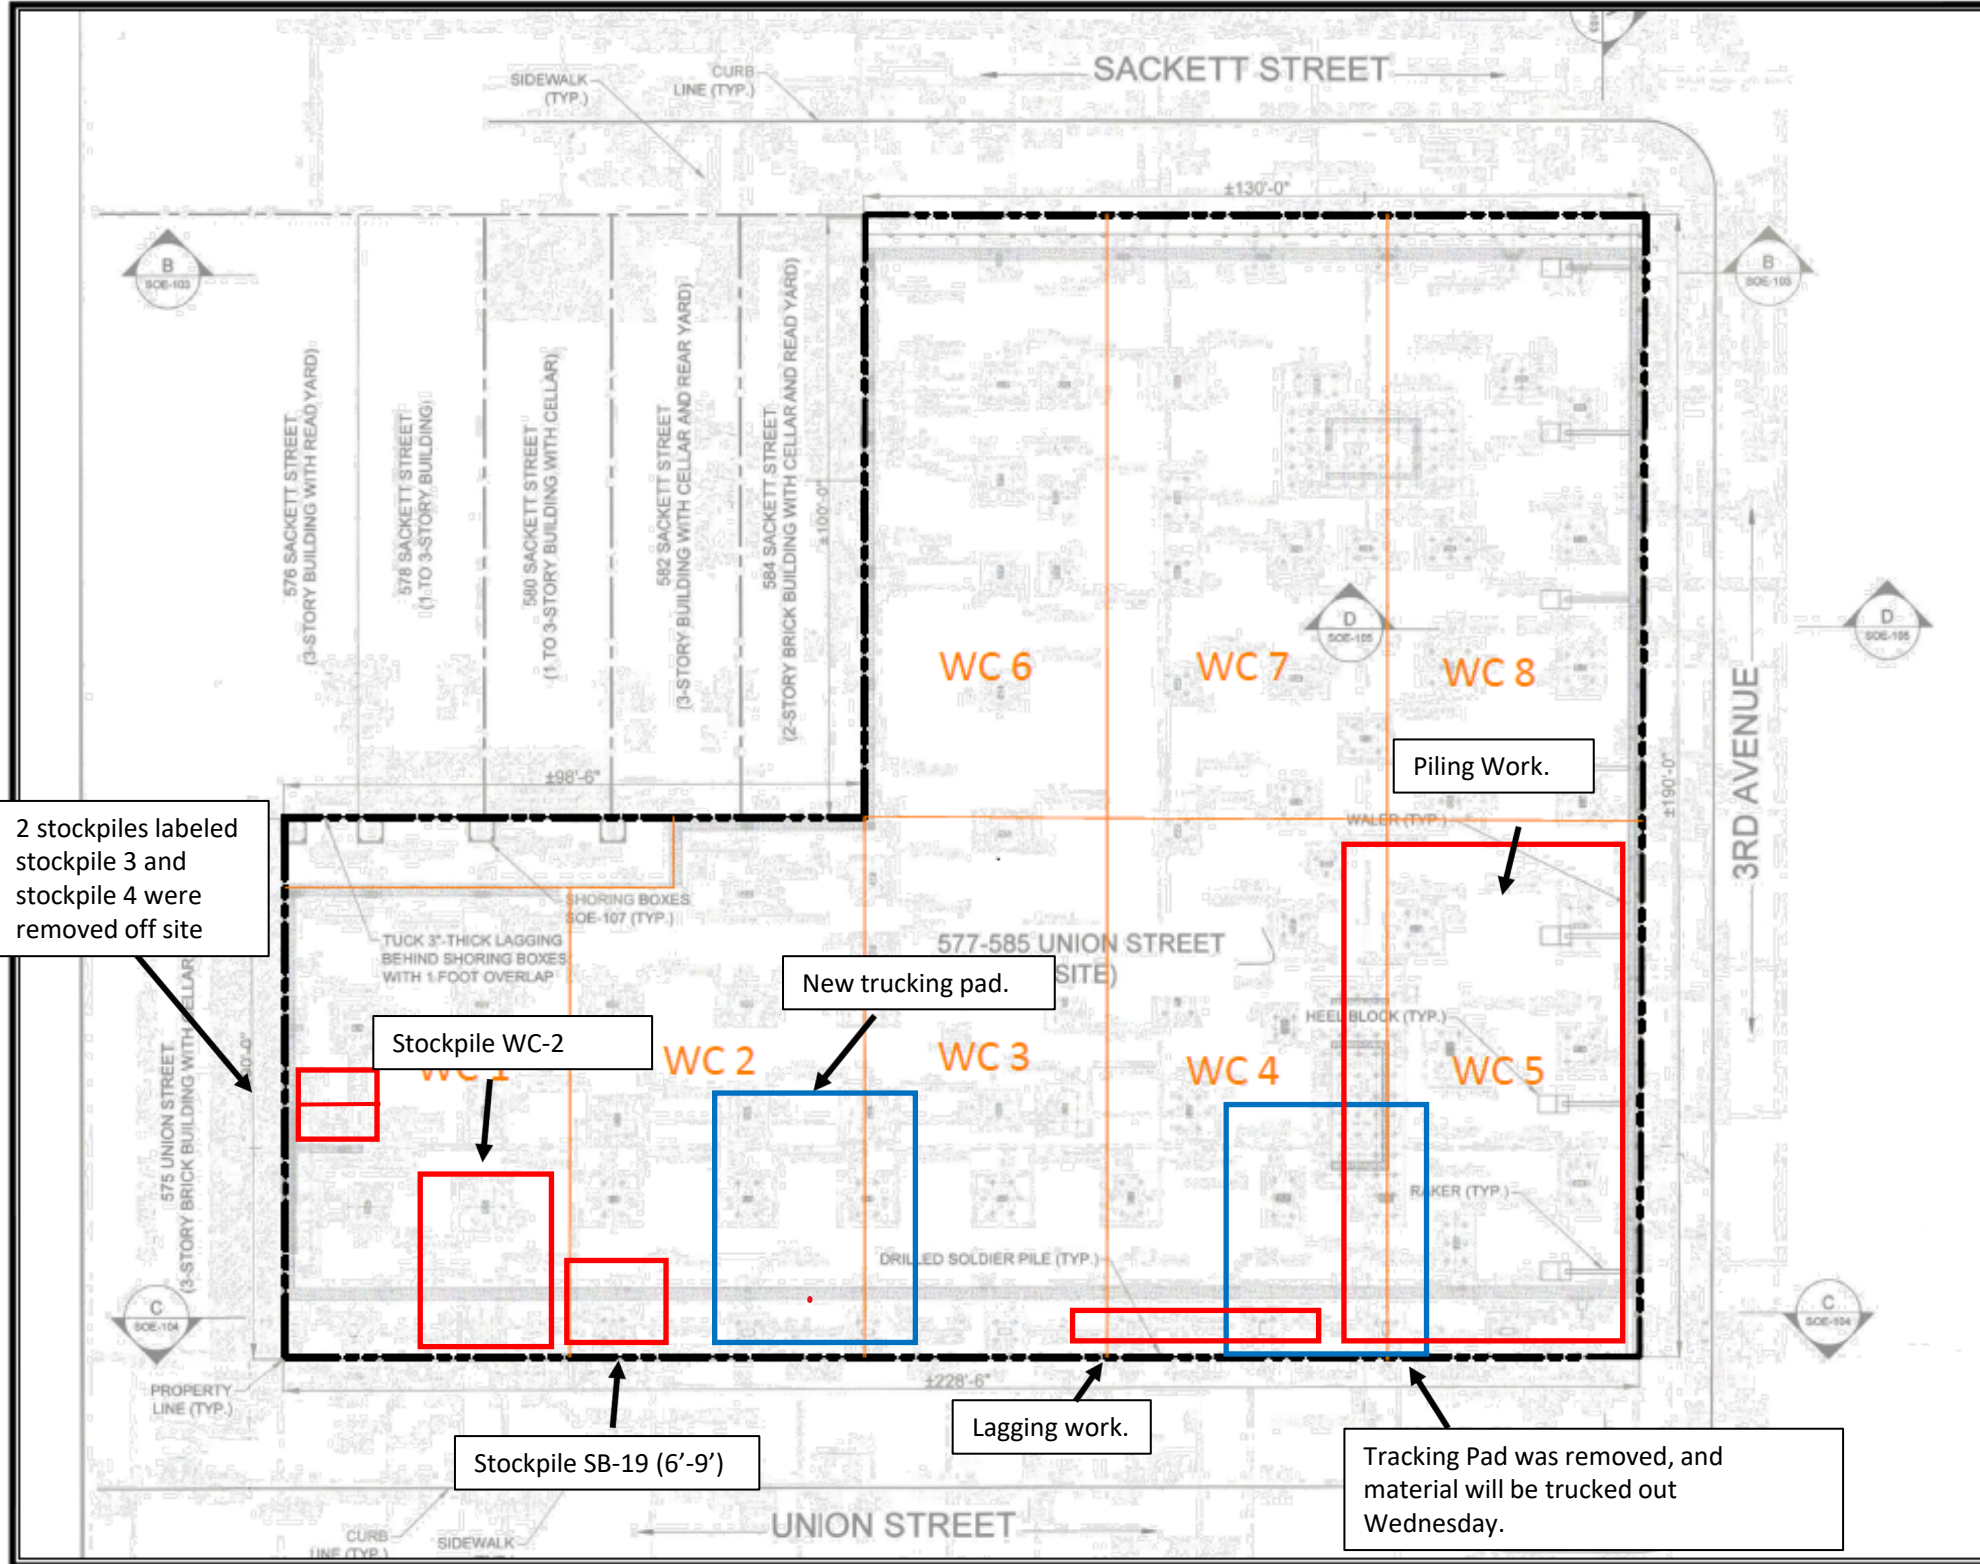 SACKETT STREET
SIDEWALK
(TYP.)
CURB
LINE (TYP.)
±130'-0"
B
SOE-103
B
SOE-103
576 SACKETT STREET
(3-STORY BUILDING WITH READ YARD)
578 SACKETT STREET
(1 TO 3-STORY BUILDING)
580 SACKETT STREET
(1 TO 3-STORY BUILDING WITH CELLAR)
582 SACKETT STREET
(3-STORY BUILDING WITH CELLAR AND REAR YARD)
584 SACKETT STREET
(2-STORY BRICK BUILDING WITH CELLAR AND READ YARD)
±100'-0"
D
SOE-105
D
SOE-105
WC 6
WC 7
WC 8
3RD AVENUE
±190'-0"
Piling Work.
±98'-6"
WALER (TYP.)
2 stockpiles labeled
stockpile 3 and
stockpile 4 were
removed off site
SHORING BOXES
SOE-107 (TYP.)
TUCK 3"-THICK LAGGING
BEHIND SHORING BOXES
WITH 1 FOOT OVERLAP
577-585 UNION STREET
SITE)
New trucking pad.
HEEL BLOCK (TYP.)
Stockpile WC-2
WC 1
WC 2
WC 3
WC 4
WC 5
575 UNION STREET
(3-STORY BRICK BUILDING WITH CELLAR
RAKER (TYP.)
DRILLED SOLDIER PILE (TYP.)
C
SOE-104
C
SOE-104
PROPERTY
LINE (TYP.)
±228'-6"
Lagging work.
Stockpile SB-19 (6’-9’)
Tracking Pad was removed, and
material will be trucked out
Wednesday.
UNION STREET
CURB
LINE (TYP.)
SIDEWALK